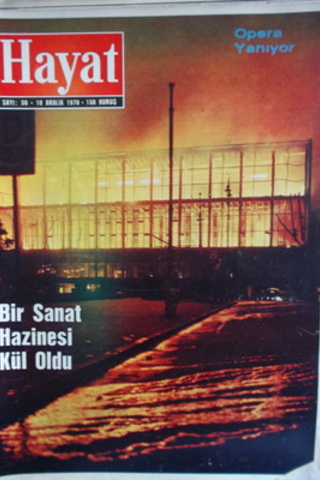 Opera
Yanıyor
Hayat
SAYI: 50 - 10 ARALIK 1970 - 150 KURUŞ
Bir Sanat
Hazinesi
Kül Oldu